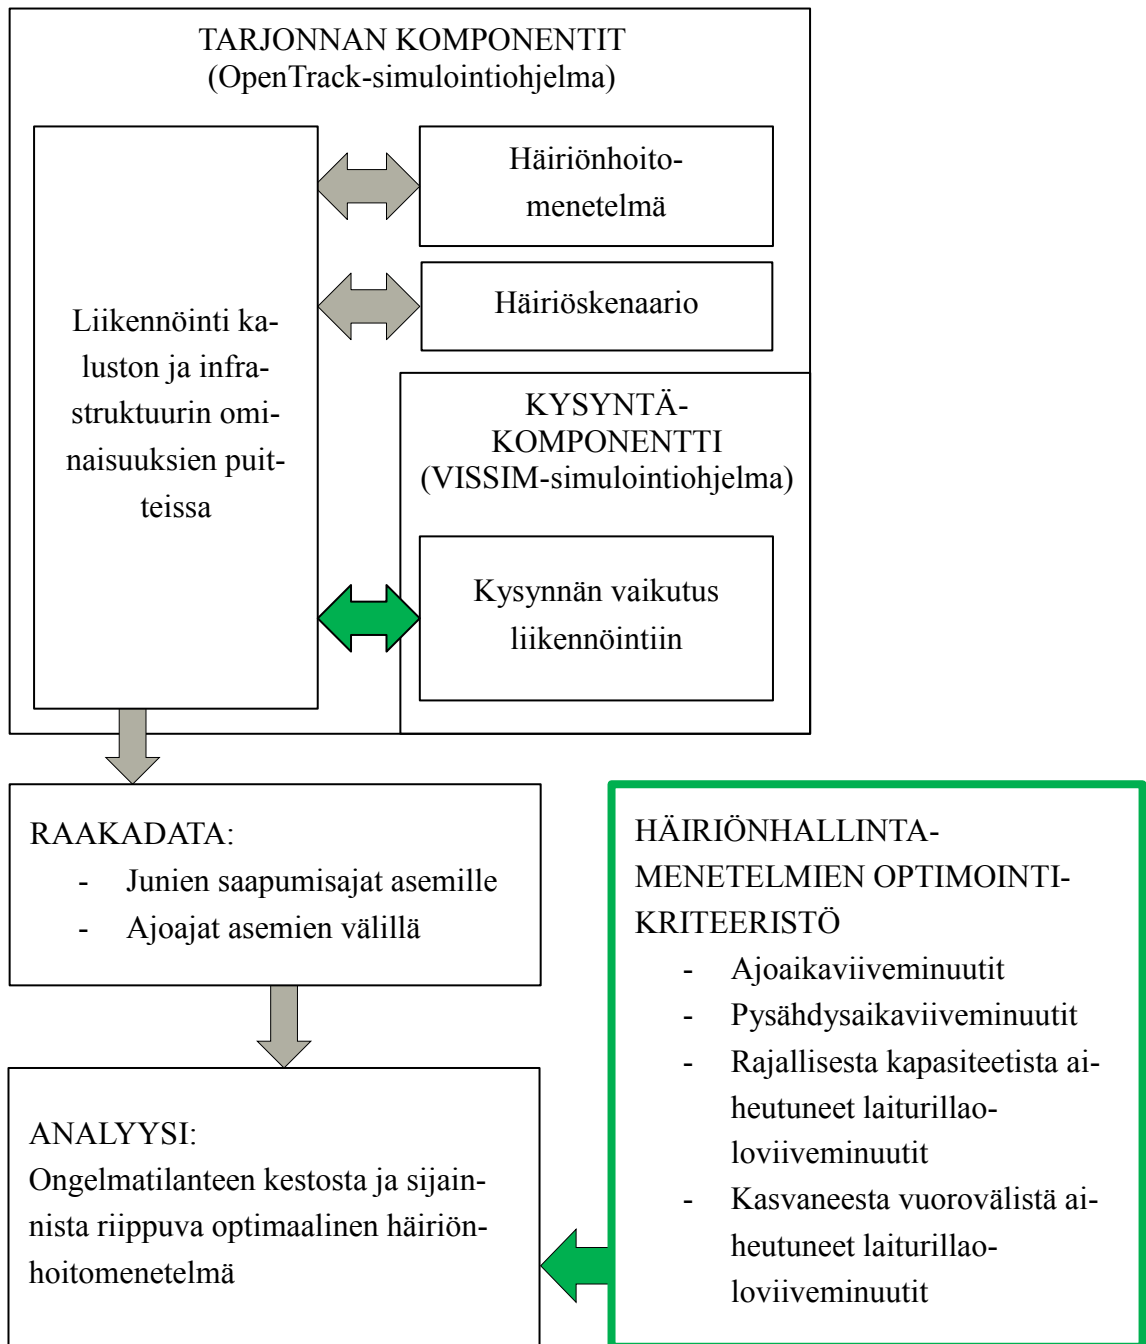 TARJONNAN KOMPONENTIT
(OpenTrack-simulointiohjelma)
Liikennöinti ka-
luston ja infra-
struktuurin omi-
naisuuksien puit-
teissa
Häiriönhoito-
menetelmä
Häiriöskenaario
KYSYNTÄ-
KOMPONENTTI
(VISSIM-simulointiohjelma)
Kysynnän vaikutus
liikennöintiin
RAAKADATA:
- Junien saapumisajat asemille
- Ajoajat asemien välillä
ANALYYSI:
Ongelmatilanteen kestosta ja sijain-
nista riippuva optimaalinen häiriön-
hoitomenetelmä
HÄIRIÖNHALLINTA-
MENETELMIEN OPTIMOINTI-
KRITEERISTÖ
- Ajoaikaviiveminuutit
- Pysähdysaikaviiveminuutit
- Rajallisesta kapasiteetista ai-
heutuneet laiturillao-
loviiveminuutit
- Kasvaneesta vuorovälistä ai-
heutuneet laiturillao-
loviiveminuutit